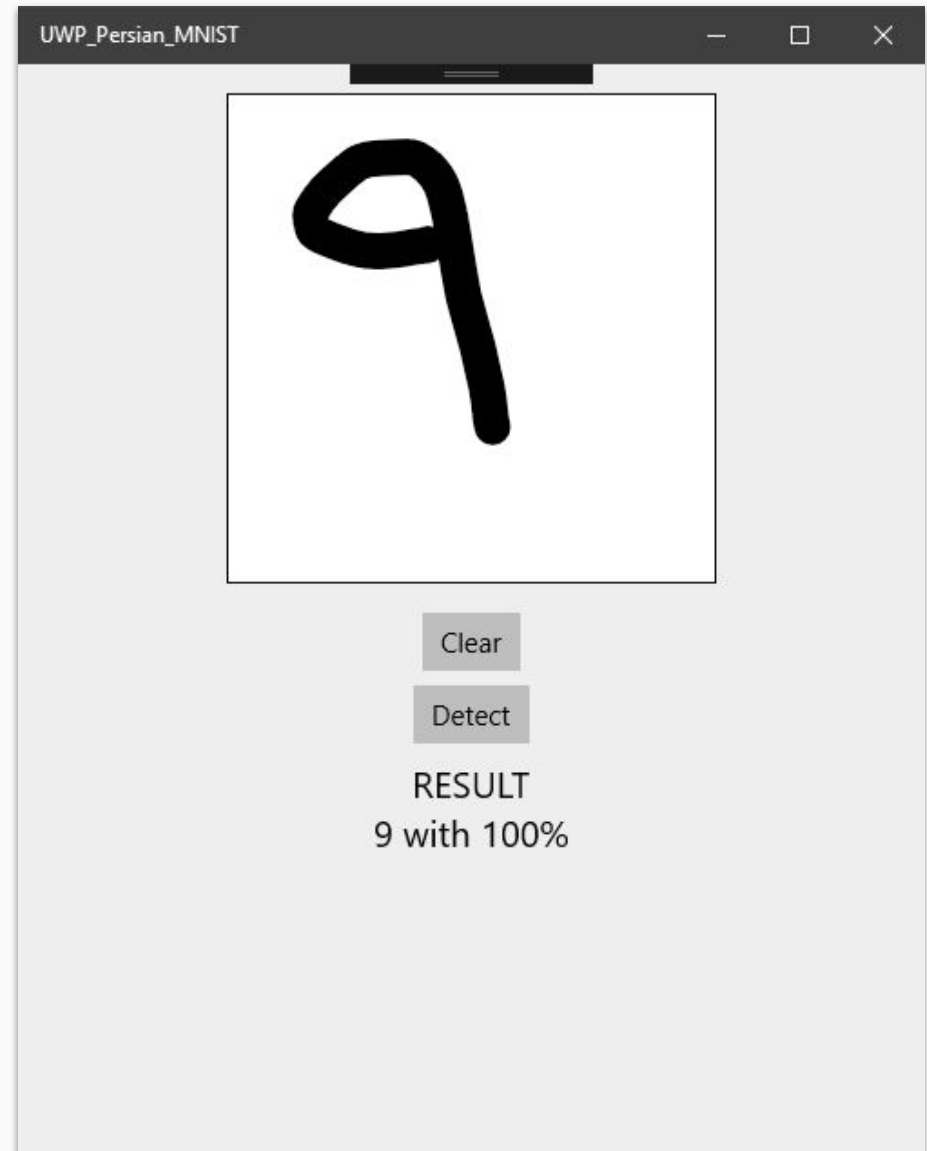 UWP_Persian_MNIST
۹
Clear
Detect
RESULT
9 with 100%